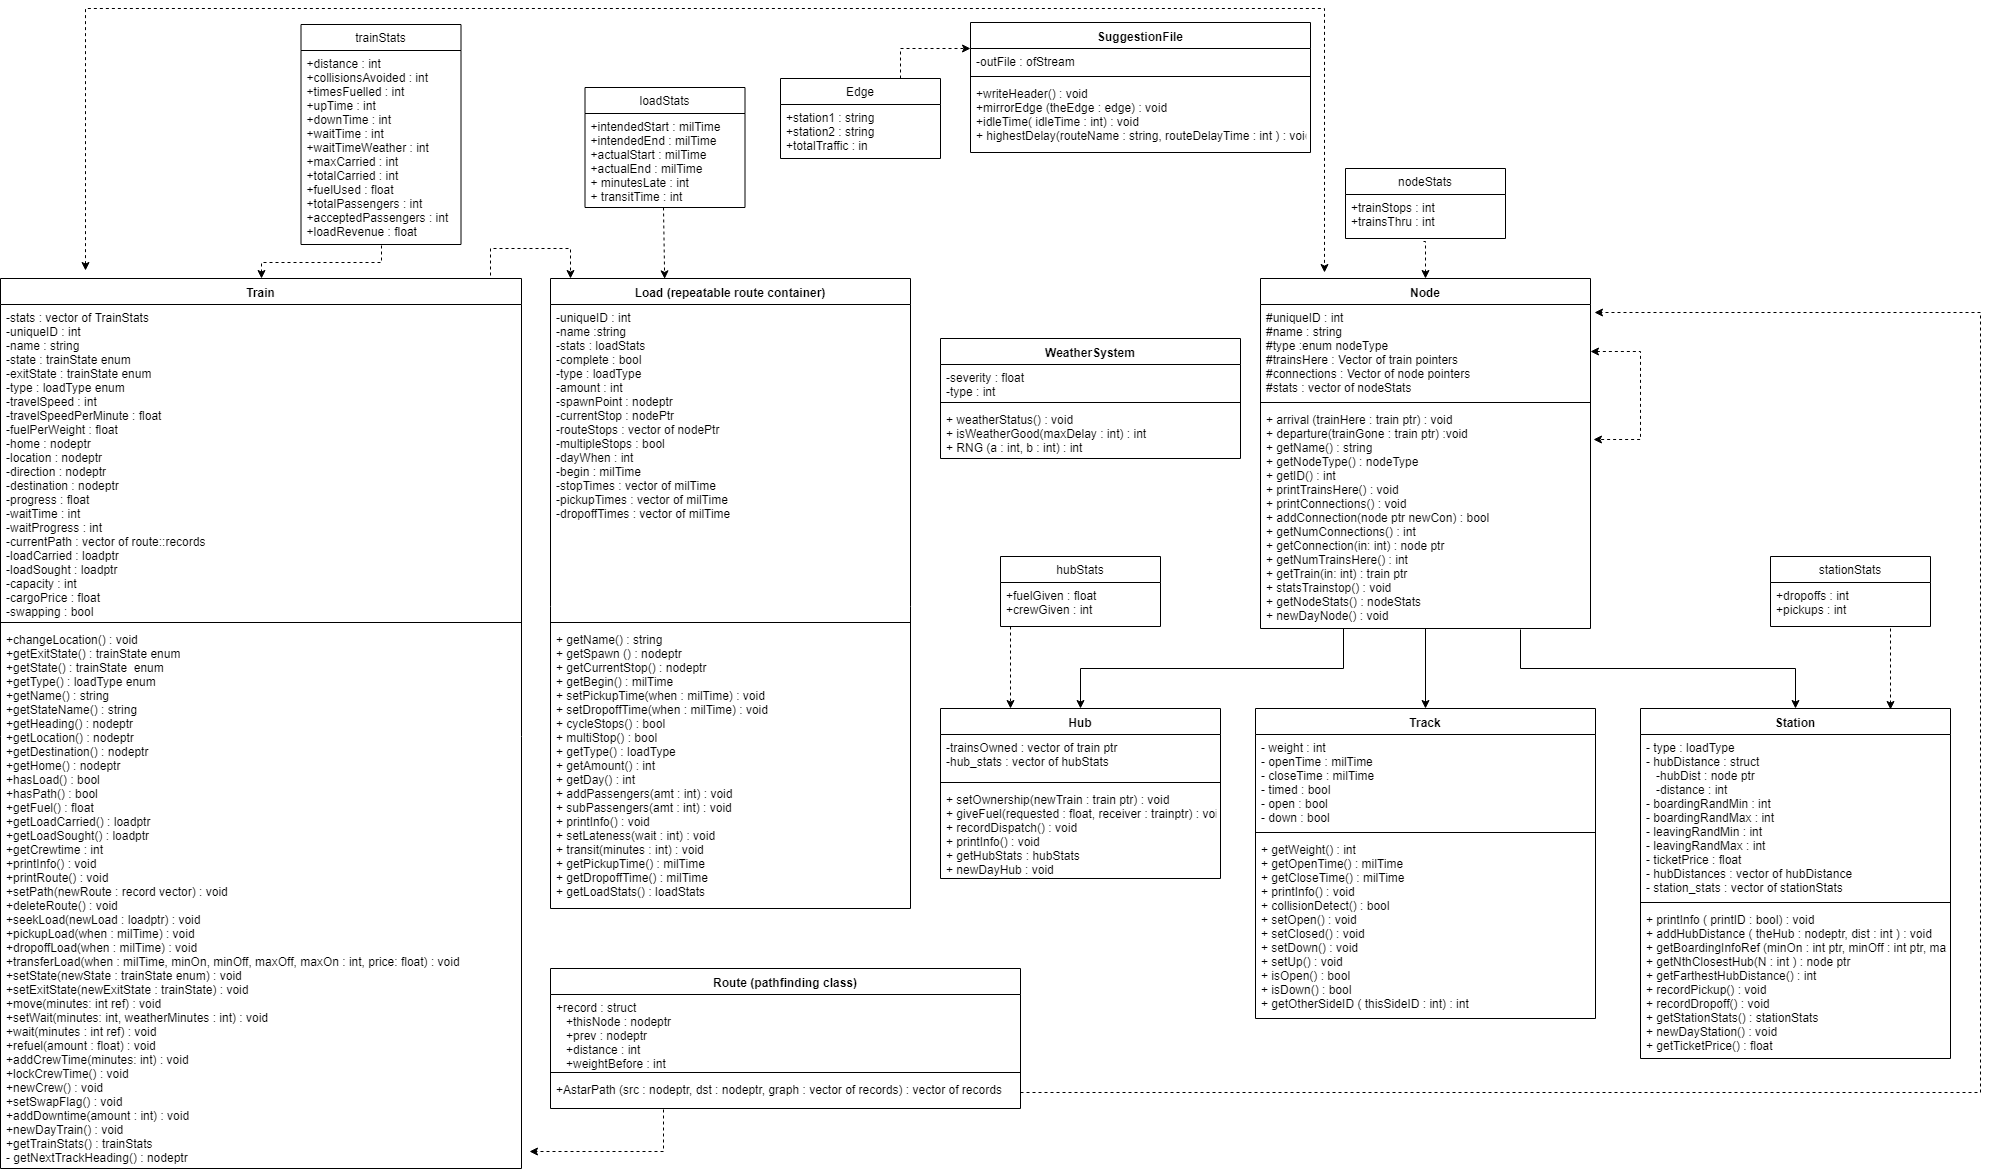 trainStats
+distance : int
+collisionsAvoided : int
+timesFuelled : int
+upTime : int
+downTime : int
+waitTime : int
+waitTimeWeather : int
+maxCarried : int
+totalCarried : int
+fuelUsed : float
+totalPassengers : int
+acceptedPassengers : int
+loadRevenue : float
loadStats
+intendedStart : milTime
+intendedEnd : milTime
+actualStart : milTime
+actualEnd : milTime
+ minutesLate : int
+ transitTime : int
Edge
+station1 : string
+station2 : string
+totalTraffic : in
SuggestionFile
-outFile : ofStream
+writeHeader() : void
+mirrorEdge (theEdge : edge) : void
+idleTime( idleTime : int) : void
+ highestDelay(routeName : string, routeDelayTime : int ) : voi
nodeStats
+trainStops : int
+trainsThru : int
Train
-stats : vector of TrainStats
-uniqueID : int
-name : string
-state : trainState enum
-exitState : trainState enum
-type : loadType enum
-travelSpeed : int
-travelSpeedPerMinute : float
-fuelPerWeight : float
-home : nodeptr
-location : nodeptr
-direction : nodeptr
-destination : nodeptr
-progress : float
-waitTime : int
-waitProgress : int
-currentPath : vector of route::records
-loadCarried : loadptr
-loadSought : loadptr
-capacity : int
-cargoPrice : float
-swapping : bool
+changeLocation() : void
+getExitState() : trainState enum
+getState() : trainState  enum
+getType() : loadType enum
+getName() : string
+getStateName() : string
+getHeading() : nodeptr
+getLocation() : nodeptr
+getDestination() : nodeptr
+getHome() : nodeptr
+hasLoad() : bool
+hasPath() : bool
+getFuel() : float
+getLoadCarried() : loadptr
+getLoadSought() : loadptr
+getCrewtime : int
+printInfo() : void
+printRoute() : void
+setPath(newRoute : record vector) : void
+deleteRoute() : void
+seekLoad(newLoad : loadptr) : void
+pickupLoad(when : milTime) : void
+dropoffLoad(when : milTime) : void
+transferLoad(when : milTime, minOn, minOff, maxOff, maxOn : int, price: float) : void
+setState(newState : trainState enum) : void
+setExitState(newExitState : trainState) : void
+move(minutes: int ref) : void
+setWait(minutes: int, weatherMinutes : int) : void
+wait(minutes : int ref) : void
+refuel(amount : float) : void
+addCrewTime(minutes: int) : void
+lockCrewTime() : void
+newCrew() : void
+setSwapFlag() : void
+addDowntime(amount : int) : void
+newDayTrain() : void
+getTrainStats() : trainStats
- getNextTrackHeading() : nodeptr
Load (repeatable route container)
-uniqueID : int
-name :string
-stats : loadStats
-complete : bool
-type : loadType
-amount : int
-spawnPoint : nodeptr
-currentStop : nodePtr
-routeStops : vector of nodePtr
-multipleStops : bool
-dayWhen : int
-begin : milTime
-stopTimes : vector of milTime
-pickupTimes : vector of milTime
-dropoffTimes : vector of milTime
+ getName() : string
+ getSpawn () : nodeptr
+ getCurrentStop() : nodeptr
+ getBegin() : milTime
+ setPickupTime(when : milTime) : void
+ setDropoffTime(when : milTime) : void
+ cycleStops() : bool
+ multiStop() : bool
+ getType() : loadType
+ getAmount() : int
+ getDay() : int
+ addPassengers(amt : int) : void
+ subPassengers(amt : int) : void
+ printInfo() : void
+ setLateness(wait : int) : void
+ transit(minutes : int) : void
+ getPickupTime() : milTime
+ getDropoffTime() : milTime
+ getLoadStats() : loadStats
WeatherSystem
-severity : float
-type : int
+ weatherStatus() : void
+ isWeatherGood(maxDelay : int) : int
+ RNG (a : int, b : int) : int
Node
#uniqueID : int
#name : string
#type :enum nodeType
#trainsHere : Vector of train pointers
#connections : Vector of node pointers
#stats : vector of nodeStats
+ arrival (trainHere : train ptr) : void
+ departure(trainGone : train ptr) :void
+ getName() : string
+ getNodeType() : nodeType
+ getID() : int
+ printTrainsHere() : void
+ printConnections() : void
+ addConnection(node ptr newCon) : bool
+ getNumConnections() : int
+ getConnection(in: int) : node ptr
+ getNumTrainsHere() : int
+ getTrain(in: int) : train ptr
+ statsTrainstop() : void
+ getNodeStats() : nodeStats
+ newDayNode() : void
hubStats
+fuelGiven : float
+crewGiven : int
stationStats
+dropoffs : int
+pickups : int
Hub
-trainsOwned : vector of train ptr
-hub_stats : vector of hubStats
+ setOwnership(newTrain : train ptr) : void
+ giveFuel(requested : float, receiver : trainptr) : voi
+ recordDispatch() : void
+ printInfo() : void
+ getHubStats : hubStats
+ newDayHub : void
Track
- weight : int
- openTime : milTime
- closeTime : milTime
- timed : bool
- open : bool
- down : bool
+ getWeight() : int
+ getOpenTime() : milTime
+ getCloseTime() : milTime
+ printInfo() : void
+ collisionDetect() : bool
+ setOpen() : void
+ setClosed() : void
+ setDown() : void
+ setUp() : void
+ isOpen() : bool
+ isDown() : bool
+ getOtherSideID ( thisSideID : int) : int
Station
- type : loadType
- hubDistance : struct
-hubDist : node ptr
-distance : int
- boardingRandMin : int
- boardingRandMax : int
- leavingRandMin : int
- leavingRandMax : int
- ticketPrice : float
- hubDistances : vector of hubDistance
- station_stats : vector of stationStats
+ printInfo ( printID : bool) : void
+ addHubDistance ( theHub : nodeptr, dist : int ) : void
+ getBoardingInfoRef (minOn : int ptr, minOff : int ptr, ma
+ getNthClosestHub(N : int ) : node ptr
+ getFarthestHubDistance() : int
+ recordPickup() : void
+ recordDropoff() : void
+ getStationStats() : stationStats
+ newDayStation() : void
+ getTicketPrice() : float
Route (pathfinding class)
+record : struct
+thisNode : nodeptr
+prev : nodeptr
+distance : int
+weightBefore : int
+AstarPath (src : nodeptr, dst : nodeptr, graph : vector of records) : vector of records